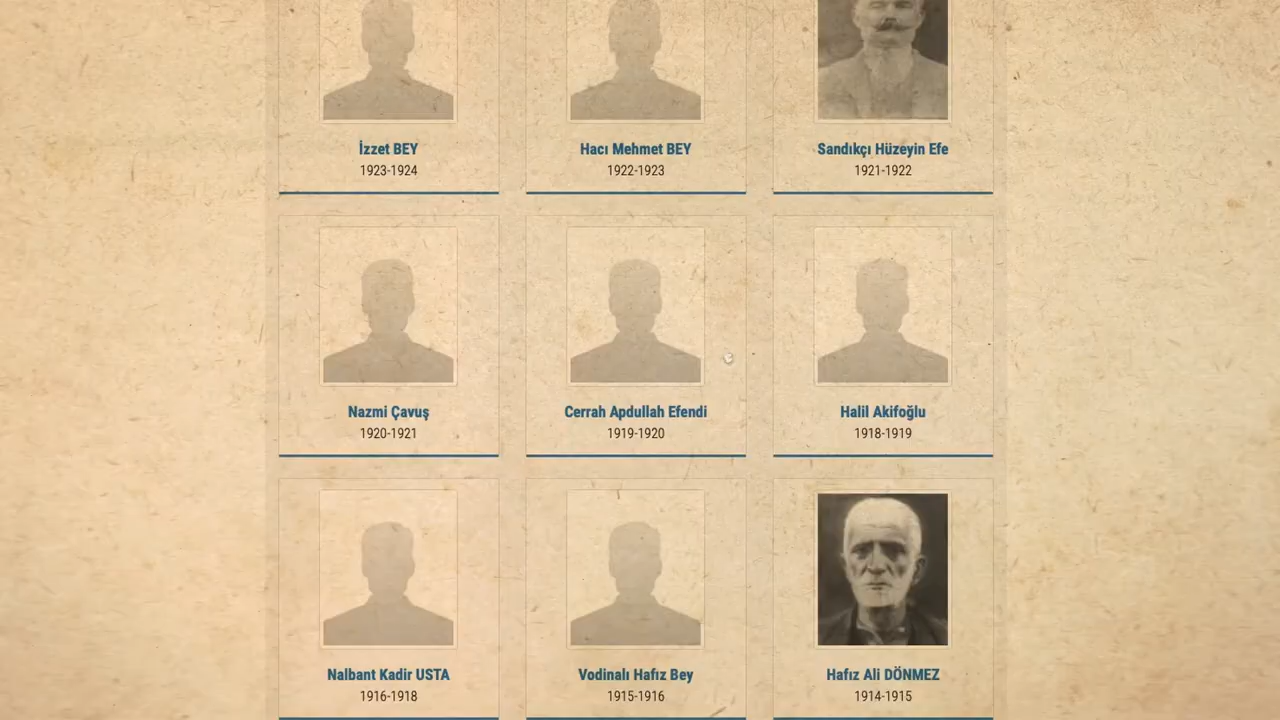 İzzet BEY
1923-1924
Hacı Mehmet BEY
1922-1923
Sandıkçı Hüzeyin Efe
1921-1922
Nazmi Çavuş
1920-1921
Cerrah Apdullah Efendi
1919-1920
Halil Akifoğlu
1918-1919
Nalbant Kadir USTA
1916-1918
Vodinalı Hafız Bey
1915-1916
Hafız Ali DÖNMEZ
1914-1915